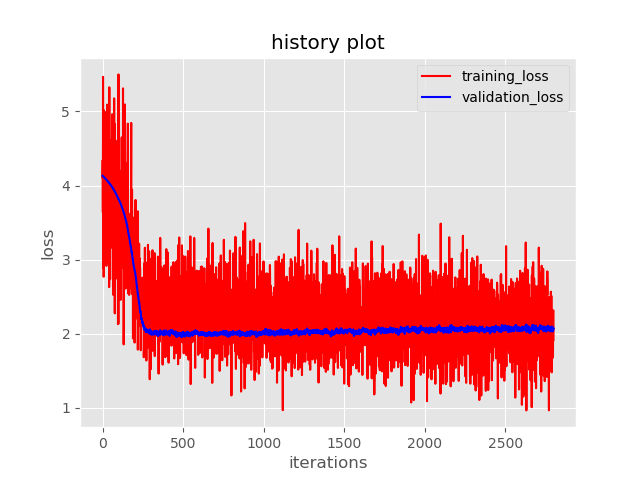 history plot
training_loss
validation_loss
5
4
3
2
1
loss
0 500 1000 1500 2000 2500
iterations